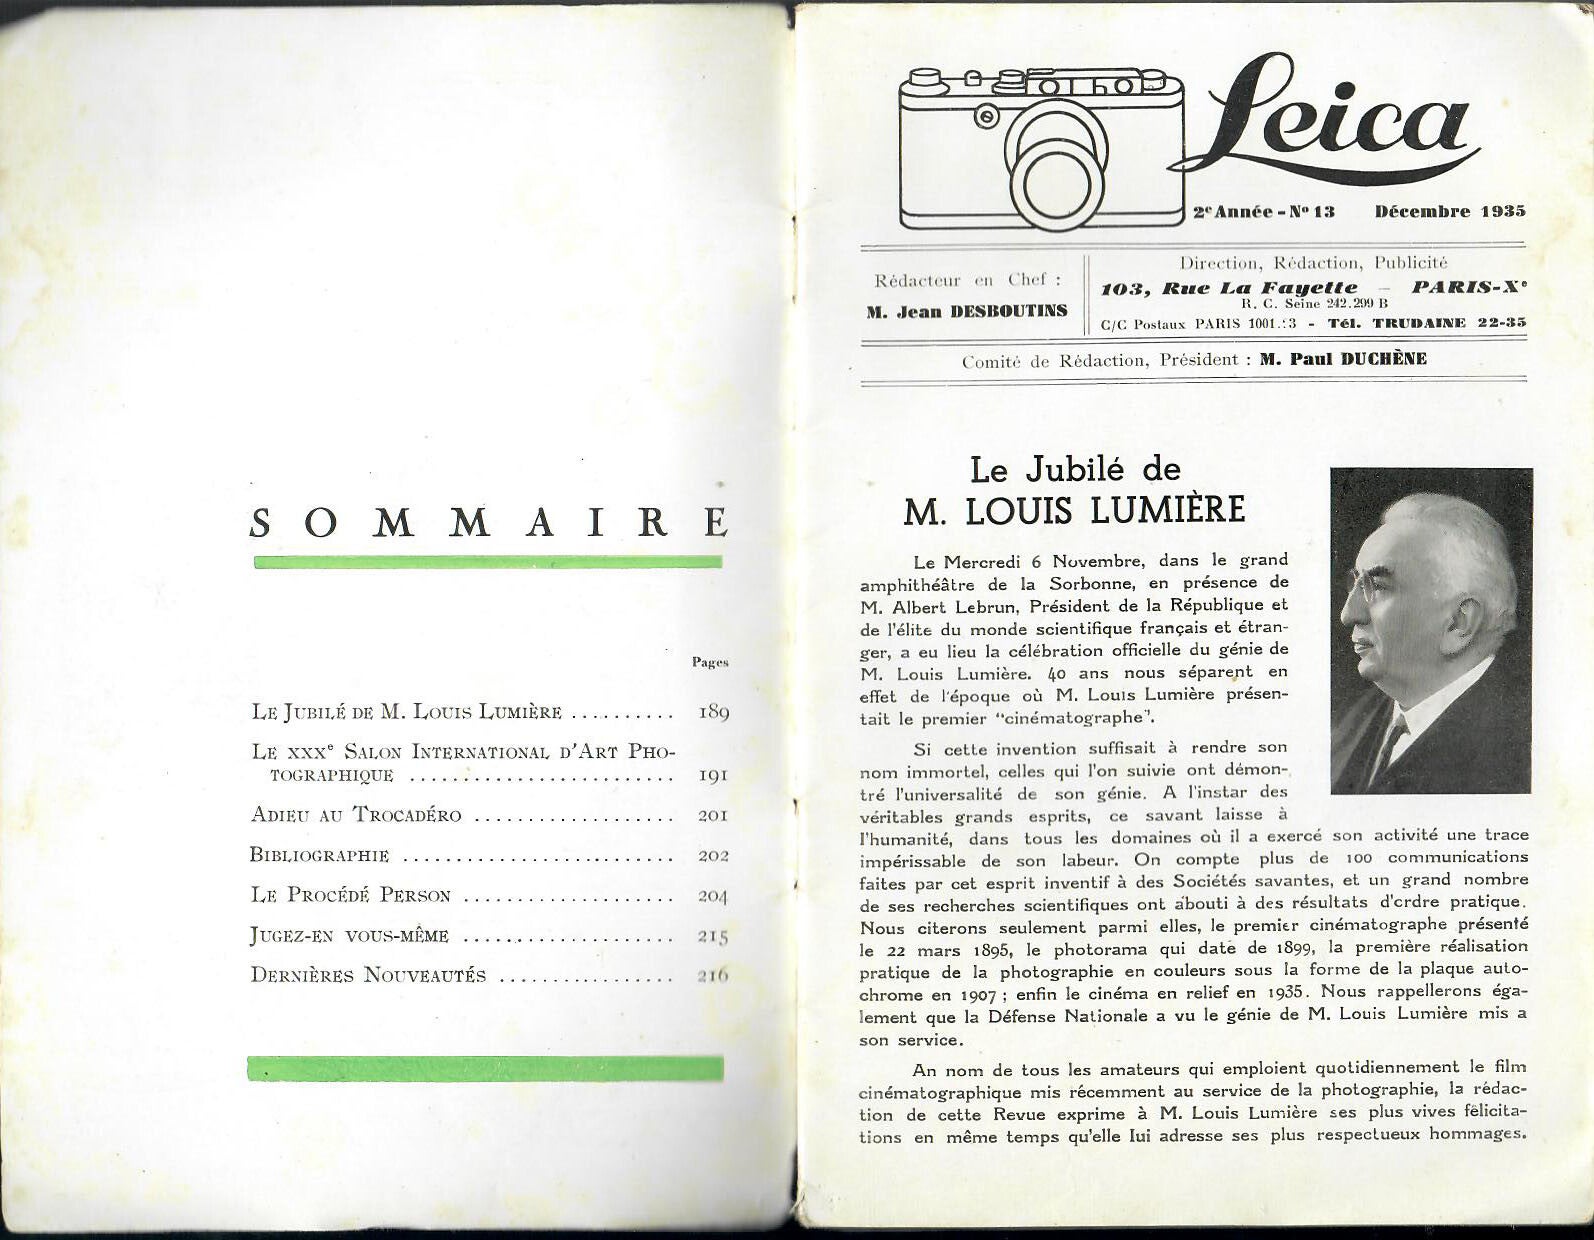 SOMMAIRE
Pages
LE JUBILÉ DE M. LOUIS LUMIÈRE .......... 189
LE XXXe SALON INTERNATIONAL D'ART PHO-
TOGRAPHIQUE ........................ 191
ADIEU AU TROCADÉRO ................... 201
BIBLIOGRAPHIE ......................... 202
LE PROCÉDÉ PERSON .................... 204
JUGEZ-EN VOUS-MÊME .................... 215
DERNIÈRES NOUVEAUTÉS ................. 216
Leica
2e Année - No 13 Décembre 1935
Rédacteur en Chef :
M. Jean DESBOUTINS
Direction, Rédaction, Publicité
103, Rue La Fayette – PARIS-Xe
R. C. Seine 242.299 B
C/C Postaux PARIS - Tél. TRUDAINE 22-35
Comité de Rédaction, Président : M. Paul DUCHÈNE
Le Jubilé de
M. LOUIS LUMIÈRE
Le Mercredi 6 Novembre, dans le grand
amphithéâtre de la Sorbonne, en présence de
M. Albert Lebrun, Président de la République et
de l'élite du monde scientifique français et étran-
ger, a eu lieu la célébration officielle du génie de
M. Louis Lumière. 40 ans nous séparent en
effet de l'époque où M. Louis Lumière présen-
tait le premier "cinématographe".
Si cette invention suffisait à rendre son
nom immortel, celles qui l'on suivie ont démon-
tré l'universalité de son génie. A l'instar des
véritables grands esprits, ce savant laisse à
l'humanité, dans tous les domaines où il a exercé son activité une trace
impérissable de son labeur. On compte plus de 100 communications
faites par cet esprit inventif à des Sociétés savantes, et un grand nombre
de ses recherches scientifiques ont abouti à des résultats d'ordre pratique.
Nous citerons seulement parmi elles, le premier cinématographe présenté
le 22 mars 1895, le photorama qui date de 1899, la première réalisation
pratique de la photographie en couleurs sous la forme de la plaque auto-
chrome en 1907 ; enfin le cinéma en relief en 1935. Nous rappellerons éga-
lement que la Défense Nationale a vu le génie de M. Louis Lumière mis a
son service.
An nom de tous les amateurs qui emploient quotidiennement le film
cinématographique mis récemment au service de la photographie, la rédac-
tion de cette Revue exprime à M. Louis Lumière ses plus vives félicita-
tions en même temps qu'elle lui adresse ses plus respectueux hommages.